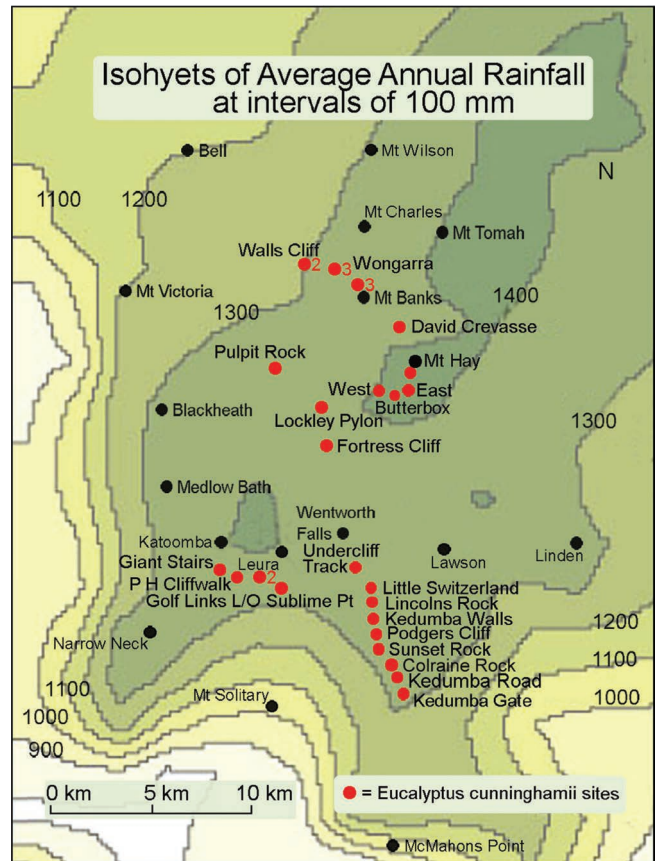 Isohyets of Average Annual Rainfall
at intervals of 100 mm
Bell
Mt Wilson
N
1100
1200
Mt Charles
Mt Tomah
Walls Cliff
2
3
Wongarra
3
Mt Victoria
Mt Banks
1400
1300
David Crevasse
Pulpit Rock
Mt Hay
West
East
Butterbox
Blackheath
Lockley Pylon
1300
Fortress Cliff
Medlow Bath
Wentworth
Falls
Katoomba
Undercliff
Track
Lawson
Linden
Giant Stairs
Leura
P H Cliffwalk
2
Golf Links L/O Sublime Pt
Little Switzerland
Lincolns Rock
Kedumba Walls
1200
Podgers Cliff
Narrow Neck
Sunset Rock
1100
Colraine Rock
Kedumba Road
1100
Mt Solitary
Kedumba Gate
1000
1000
900
0 km
5 km
10 km
= Eucalyptus cunninghamii sites
McMahons Point